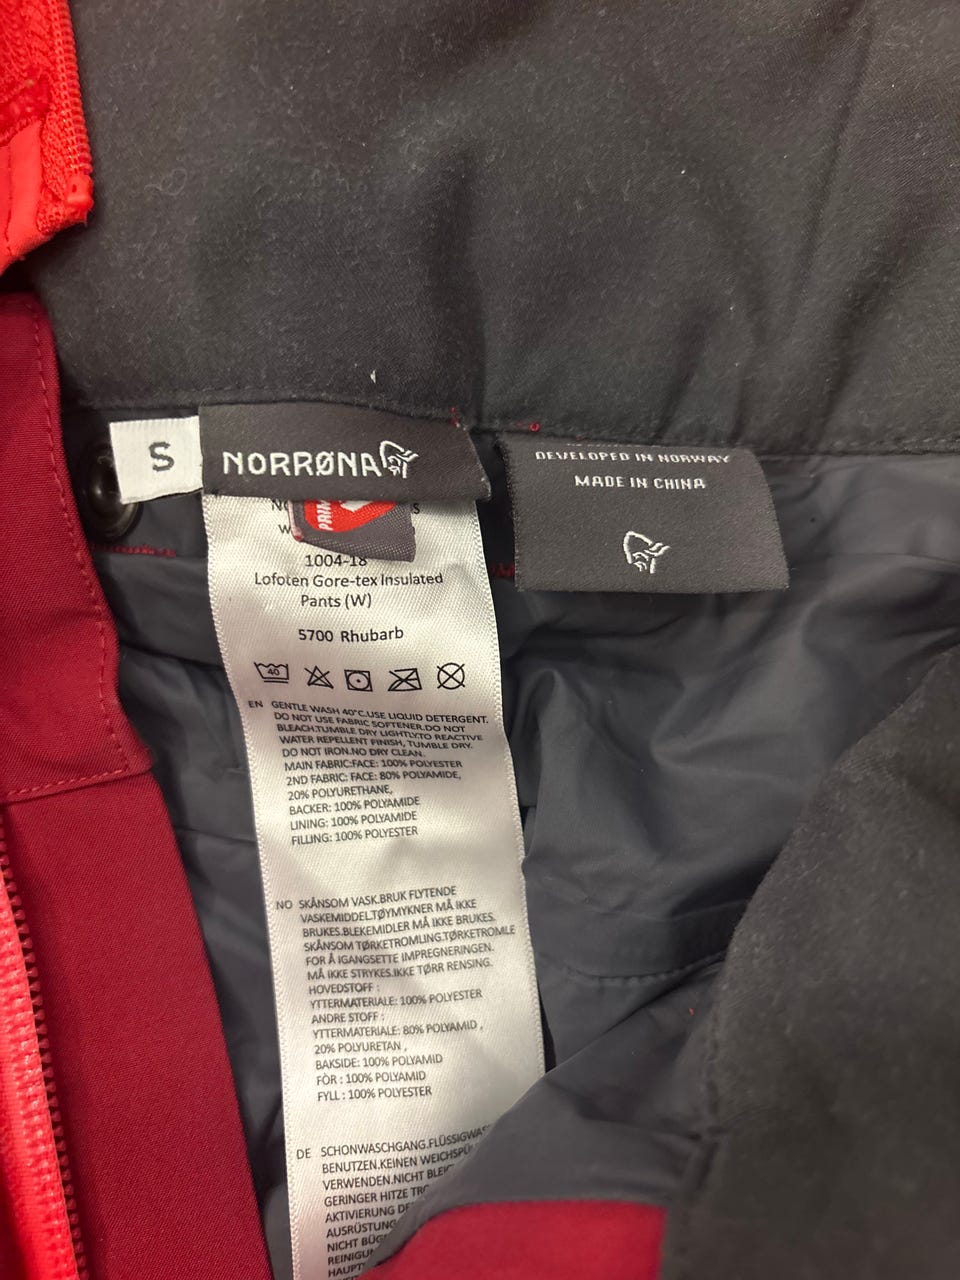 S
NORRØNA
1004-18
Lofoten Gore-tex Insulated
Pants (W)
5700 Rhubarb
40
EN GENTLE WASH 40°C.USE LIQUID DETERGENT.
DO NOT USE FABRIC SOFTENER.DO NOT
BLEACH.TUMBLE DRY LIGHTLY.TO REACTIVE
WATER REPELLENT FINISH, TUMBLE DRY.
DO NOT IRON.NO DRY CLEAN.
MAIN FABRIC:FACE: 100% POLYESTER
2ND FABRIC: FACE: 80% POLYAMIDE,
20% POLYURETHANE,
BACKER: 100% POLYAMIDE
LINING: 100% POLYAMIDE
FILLING: 100% POLYESTER
NO SKÅNSOM VASK.BRUK FLYTENDE
VASKEMIDDEL.TØYMYKNER MÅ IKKE
BRUKES.BLEKEMIDLER MÅ IKKE BRUKES.
SKÅNSOM TØRKETROMLING.TØRKETROMLE
FOR Å IGANGSETTE IMPREGNERINGEN.
MÅ IKKE STRYKES.IKKE TØRR RENSING.
HOVEDSTOFF :
YTTERMATERIALE: 100% POLYESTER
ANDRE STOFF :
YTTERMATERIALE: 80% POLYAMID ,
20% POLYURETAN ,
BAKSIDE: 100% POLYAMID
FÒR : 100% POLYAMID
FYLL : 100% POLYESTER
DE SCHONWASCHGANG.FLÜSSIGWAS
BENUTZEN.KEINEN WEICHSPÜ
VERWENDEN.NICHT BLEI
GERINGER HITZE TRO
AKTIVIERUNG DE
AUSRÜSTUNG
NICHT BÜG
REINIGU
HAUPT
DEVELOPED IN NORWAY
MADE IN CHINA